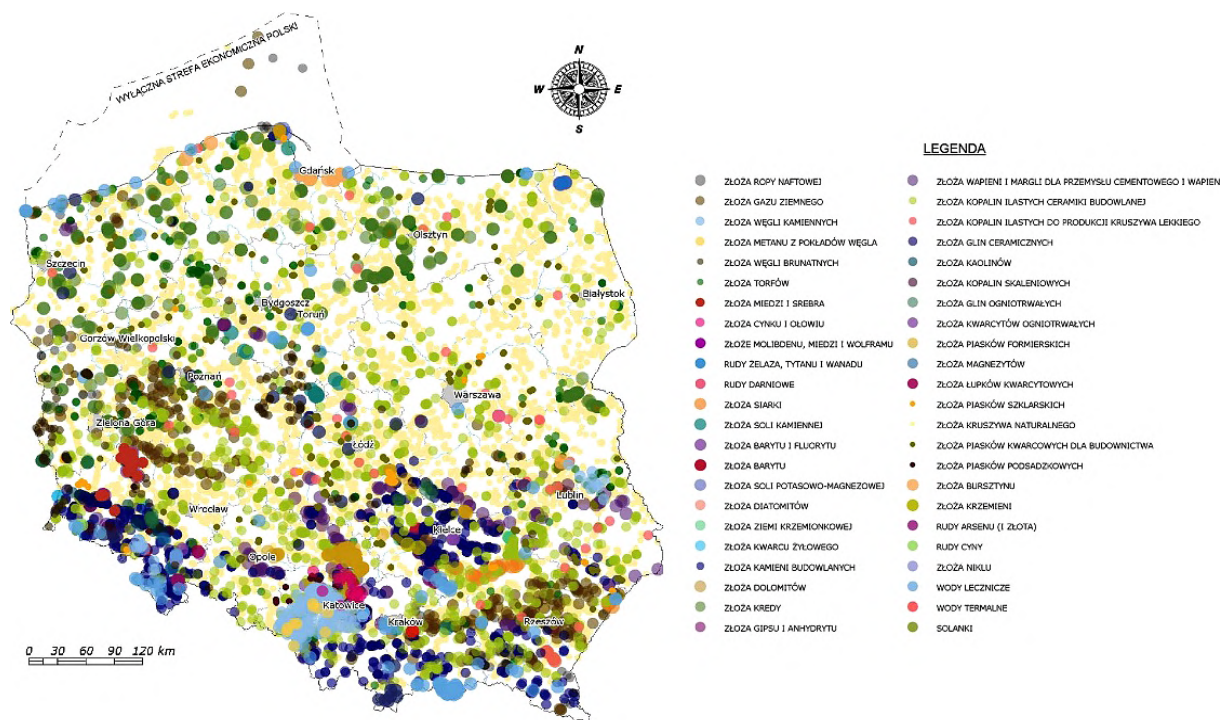 WYŁĄCZNA STREFA EKONOMICZNA POLSKI
N
W E
S
Gdańsk
Olsztyn
Szczecin
Białystok
Bydgoszcz
Toruń
Gorzów Wielkopolski
Poznań
Warszawa
Zielona Góra
Łódź
Wrocław
Lublin
Kielce
Opole
Katowice
Kraków
Rzeszów
0 30 60 90 120 km
LEGENDA
ZŁOŻA ROPY NAFTOWEJ
ZŁOŻA GAZU ZIEMNEGO
ZŁOŻA WĘGLI KAMIENNYCH
ZŁOŻA METANU Z POKŁADÓW WĘGLA
ZŁOŻA WĘGLI BRUNATNYCH
ZŁOŻA TORFÓW
ZŁOŻA MIEDZI I SREBRA
ZŁOŻA CYNKU I OŁOWIU
ZŁOŻE MOLIBDENU, MIEDZI I WOLFRAMU
RUDY ŻELAZA, TYTANU I WANADU
RUDY DARNIOWE
ZŁOŻA SIARKI
ZŁOŻA SOLI KAMIENNEJ
ZŁOŻA BARYTU I FLUORYTU
ZŁOŻA BARYTU
ZŁOŻA SOLI POTASOWO-MAGNEZOWEJ
ZŁOŻA DIATOMITÓW
ZŁOŻA ZIEMI KRZEMIONKOWEJ
ZŁOŻA KWARCU ŻYŁOWEGO
ZŁOŻA KAMIENI BUDOWLANYCH
ZŁOŻA DOLOMITÓW
ZŁOŻA KREDY
ZŁOŻA GIPSU I ANHYDRYTU
ZŁOŻA WAPIENI I MARGLI DLA PRZEMYSŁU CEMENTOWEGO I WAPIEN
ZŁOŻA KOPALIN ILASTYCH CERAMIKI BUDOWLANEJ
ZŁOŻA KOPALIN ILASTYCH DO PRODUKCJI KRUSZYWA LEKKIEGO
ZŁOŻA GLIN CERAMICZNYCH
ZŁOŻA KAOLINÓW
ZŁOŻA KOPALIN SKALENIOWYCH
ZŁOŻA GLIN OGNIOTRWAŁYCH
ZŁOŻA KWARCYTÓW OGNIOTRWAŁYCH
ZŁOŻA PIASKÓW FORMIERSKICH
ZŁOŻA MAGNEZYTÓW
ZŁOŻA ŁUPKÓW KWARCYTOWYCH
ZŁOŻA PIASKÓW SZKLARSKICH
ZŁOŻA KRUSZYWA NATURALNEGO
ZŁOŻA PIASKÓW KWARCOWYCH DLA BUDOWNICTWA
ZŁOŻA PIASKÓW PODSADZKOWYCH
ZŁOŻA BURSZTYNU
ZŁOŻA KRZEMIENI
RUDY ARSENU (I ZŁOTA)
RUDY CYNY
ZŁOŻA NIKLU
WODY LECZNICZE
WODY TERMALNE
SOLANKI